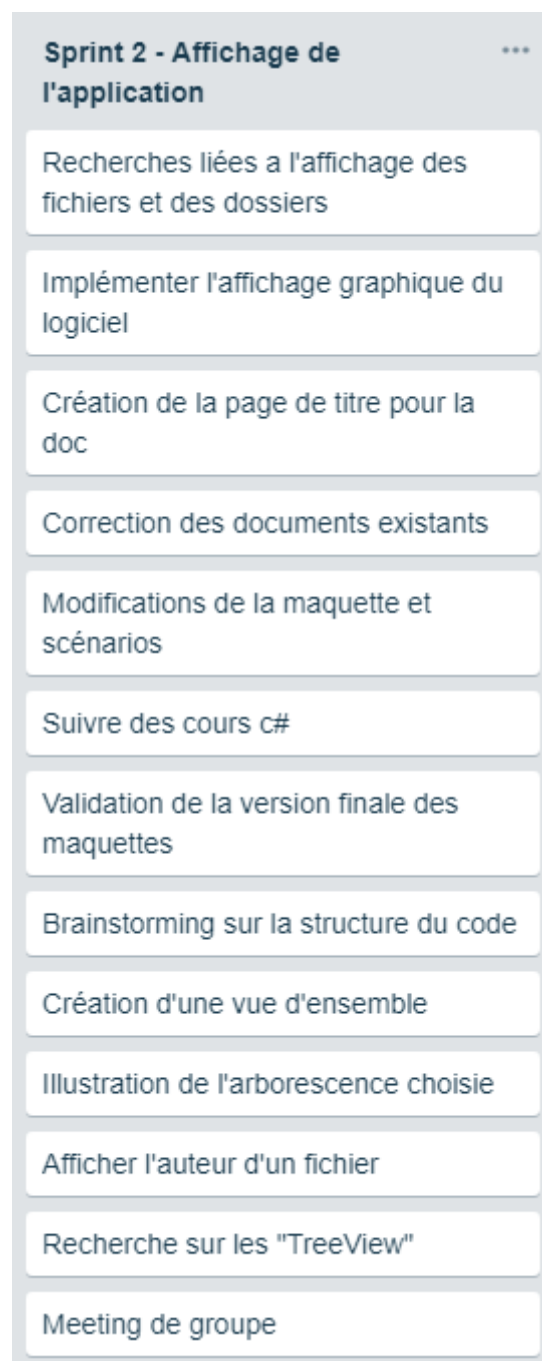 Sprint 2 - Affichage de
l'application
Recherches liées a l'affichage des
fichiers et des dossiers
Implémenter l'affichage graphique du
logiciel
Création de la page de titre pour la
doc
Correction des documents existants
Modifications de la maquette et
scénarios
Suivre des cours c#
Validation de la version finale des
maquettes
Brainstorming sur la structure du code
Création d'une vue d'ensemble
Illustration de l'arborescence choisie
Afficher l'auteur d'un fichier
Recherche sur les "TreeView"
Meeting de groupe